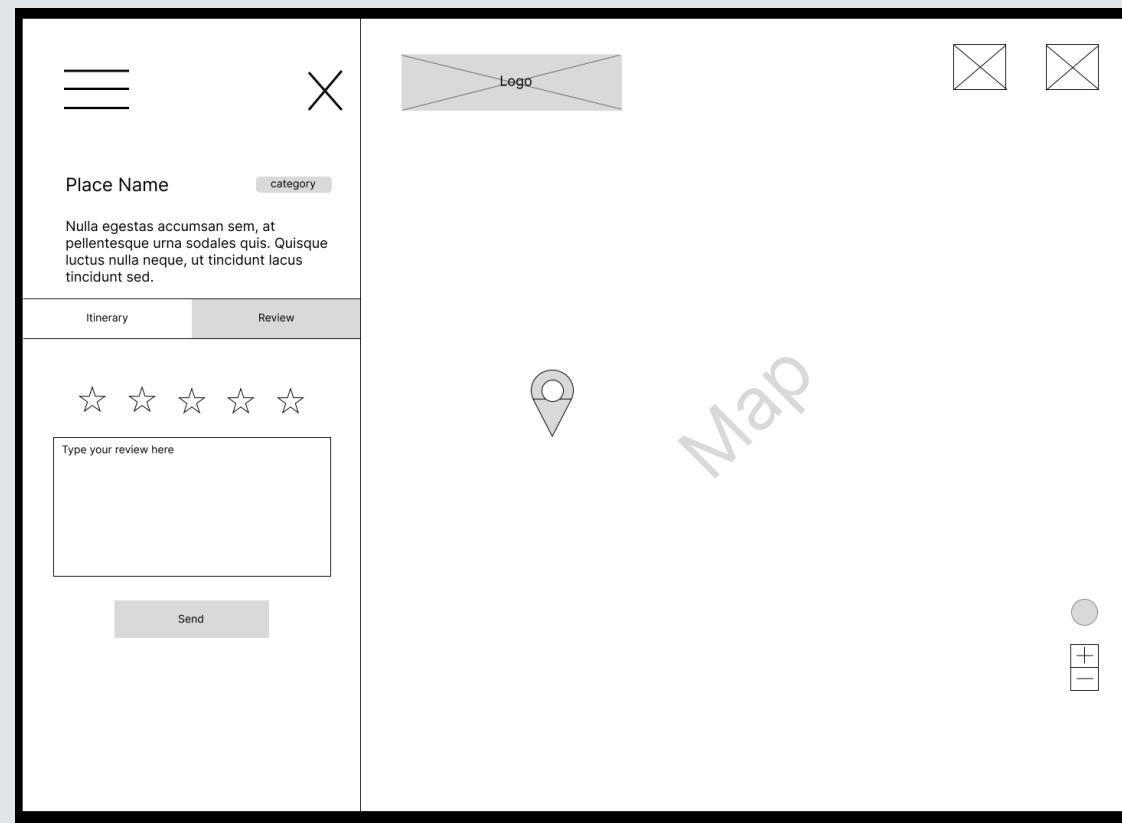 Logo
Place Name
category
Nulla egestas accumsan sem, at
pellentesque urna sodales quis. Quisque
luctus nulla neque, ut tincidunt lacus
tincidunt sed.
Itinerary
Review
Type your review here
Send
Map